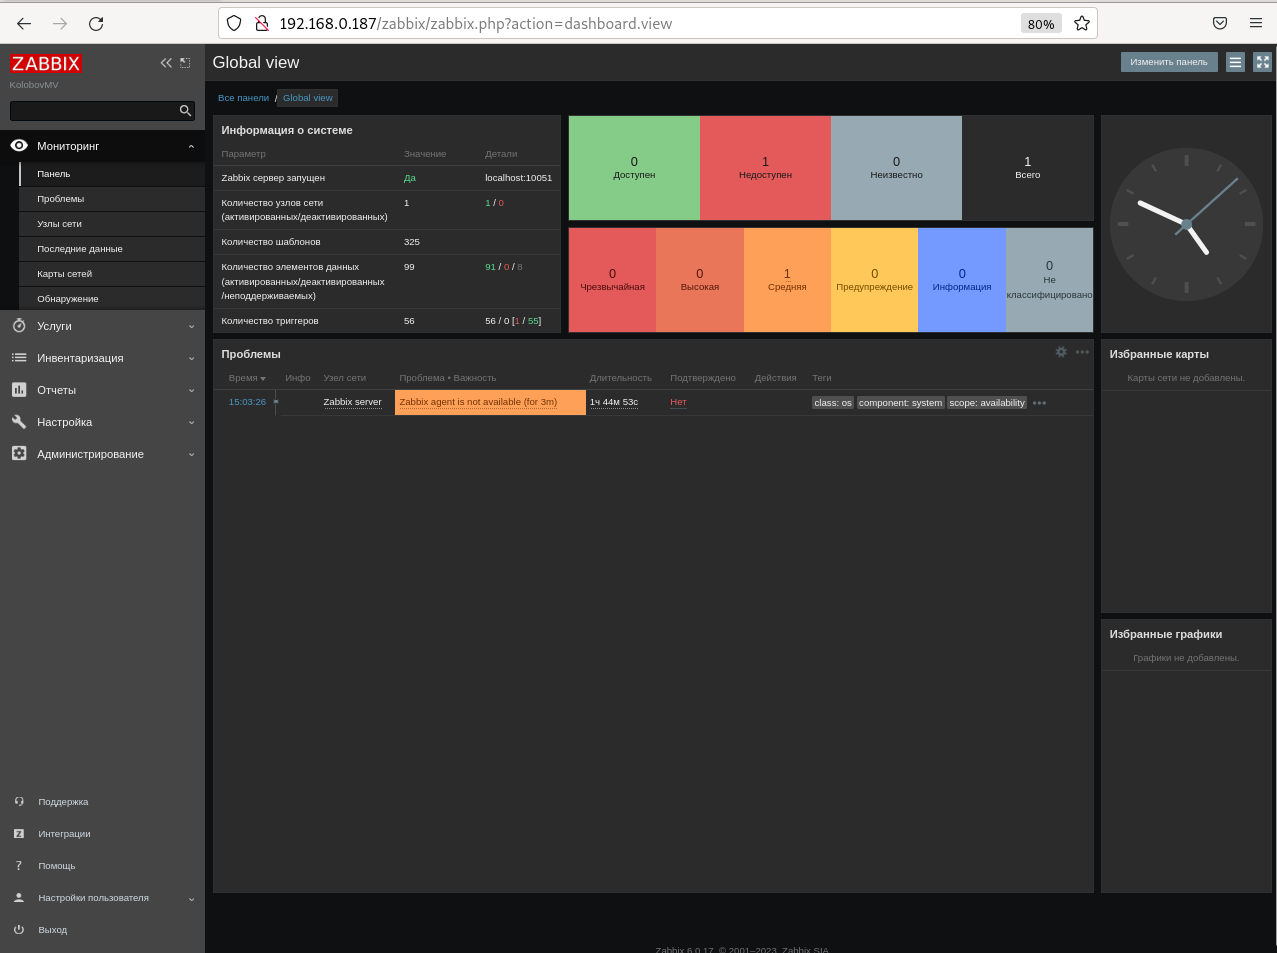 192.168.0.187/zabbix/zabbix.php?action=dashboard.view
80%
ZABBIX
KolobovMV
Мониторинг
Панель
Проблемы
Узлы сети
Последние данные
Карты сетей
Обнаружение
Услуги
Инвентаризация
Отчеты
Настройка
Администрирование
Поддержка
Интеграции
Помощь
Настройки пользователя
Выход
Global view
Изменить панель
Все панели / Global view
Информация о системе
Параметр Значение Детали
Zabbix сервер запущен Да localhost:10051
Количество узлов сети 1 1 / 0
(активированных/деактивированных)
Количество шаблонов 325
Количество элементов данных 99 91 / 0 / 8
(активированных/деактивированных
/неподдерживаемых)
Количество триггеров 56 56 / 0 [1 / 55]
0 1 0 1
Доступен Недоступен Неизвестно Всего
0 0 1 0 0 0
Чрезвычайная Высокая Средняя Предупреждение Информация Не
классифицировано
Проблемы
Время Инфо Узел сети Проблема • Важность Длительность Подтверждено Действия Теги
15:03:26 Zabbix server Zabbix agent is not available (for 3m) 1ч 44м 53с Нет class: os component: system scope: availability
Избранные карты
Карты сети не добавлены.
Избранные графики
Графики не добавлены.
Zabbix 6.0.17. © 2001–2023, Zabbix SIA